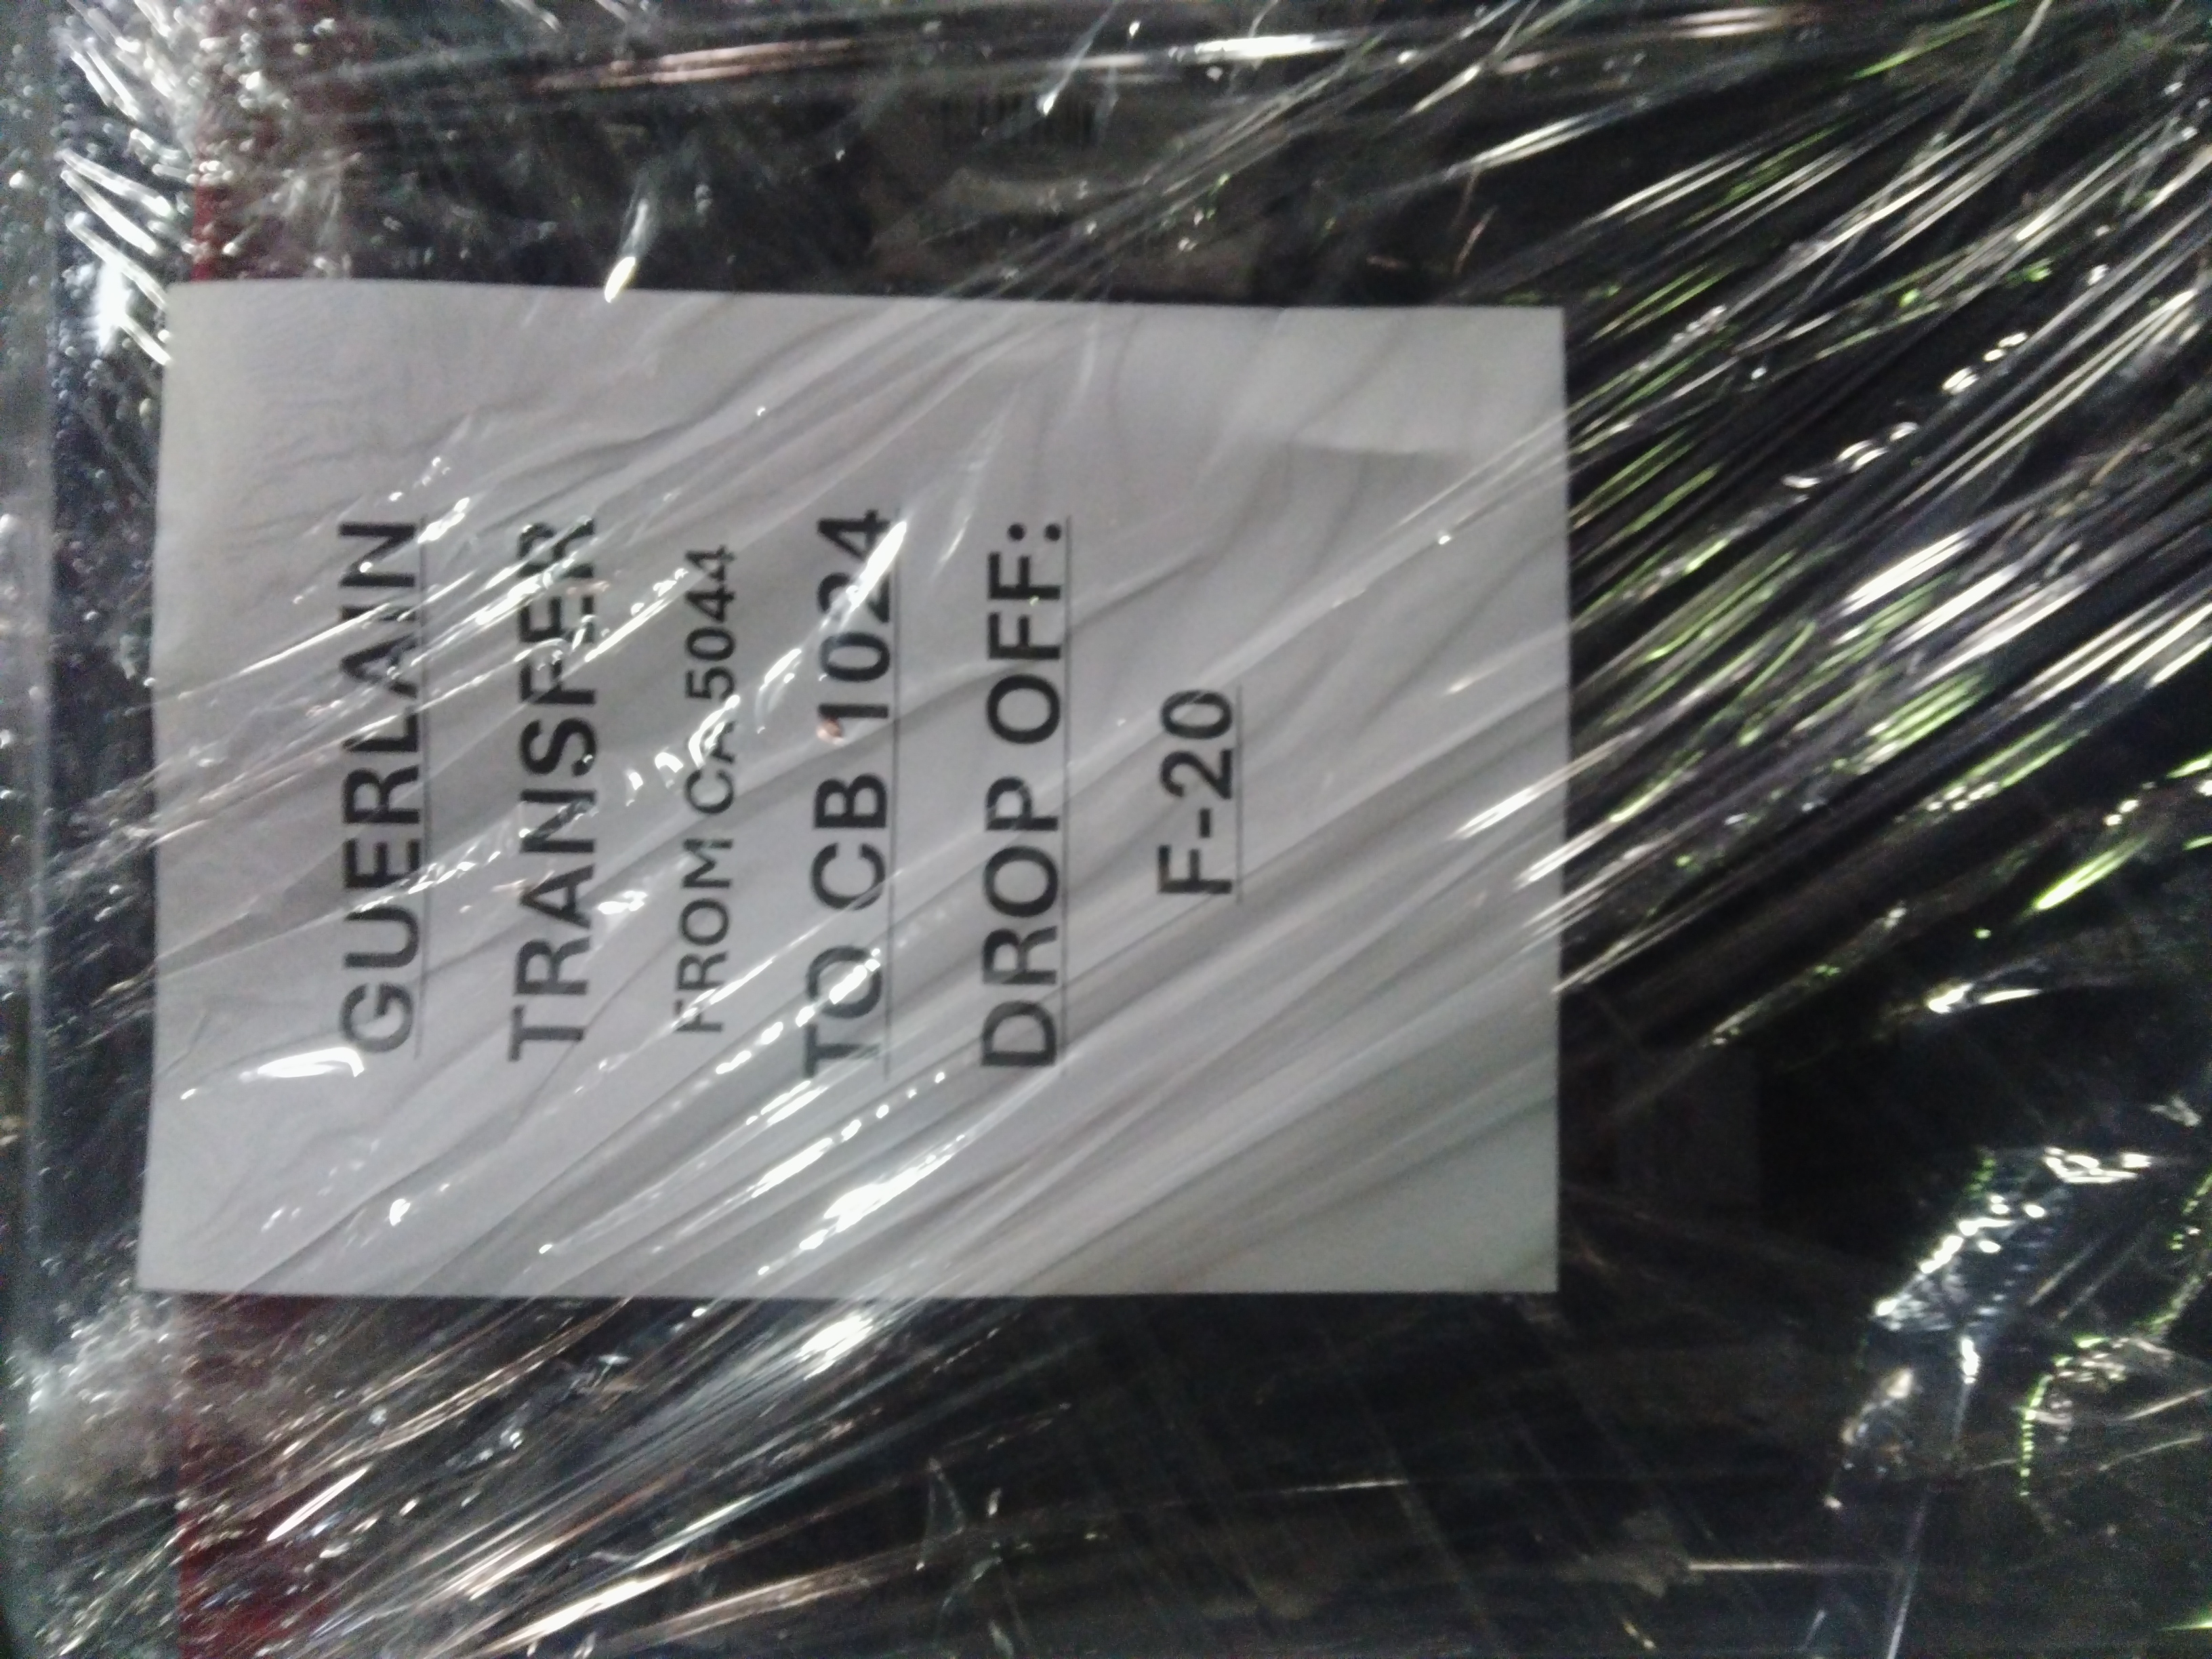 GUERLAIN
TRANSFER
FROM CA 5044
TO CB 1024
DROP OFF:
F-20